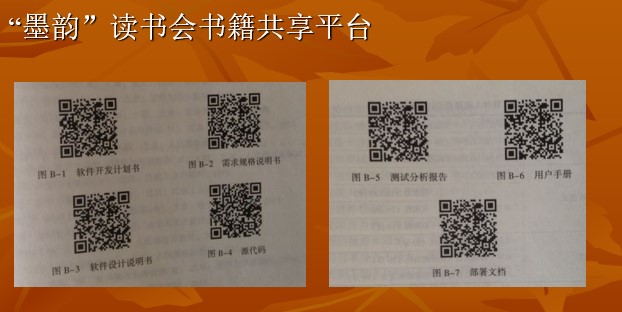 “墨韵”读书会书籍共享平台
图 B-1 软件开发计划书
图 B-2 需求规格说明书
图 B-3 软件设计说明书
图 B-4 源代码
图 B-5 测试分析报告
图 B-6 用户手册
图 B-7 部署文档